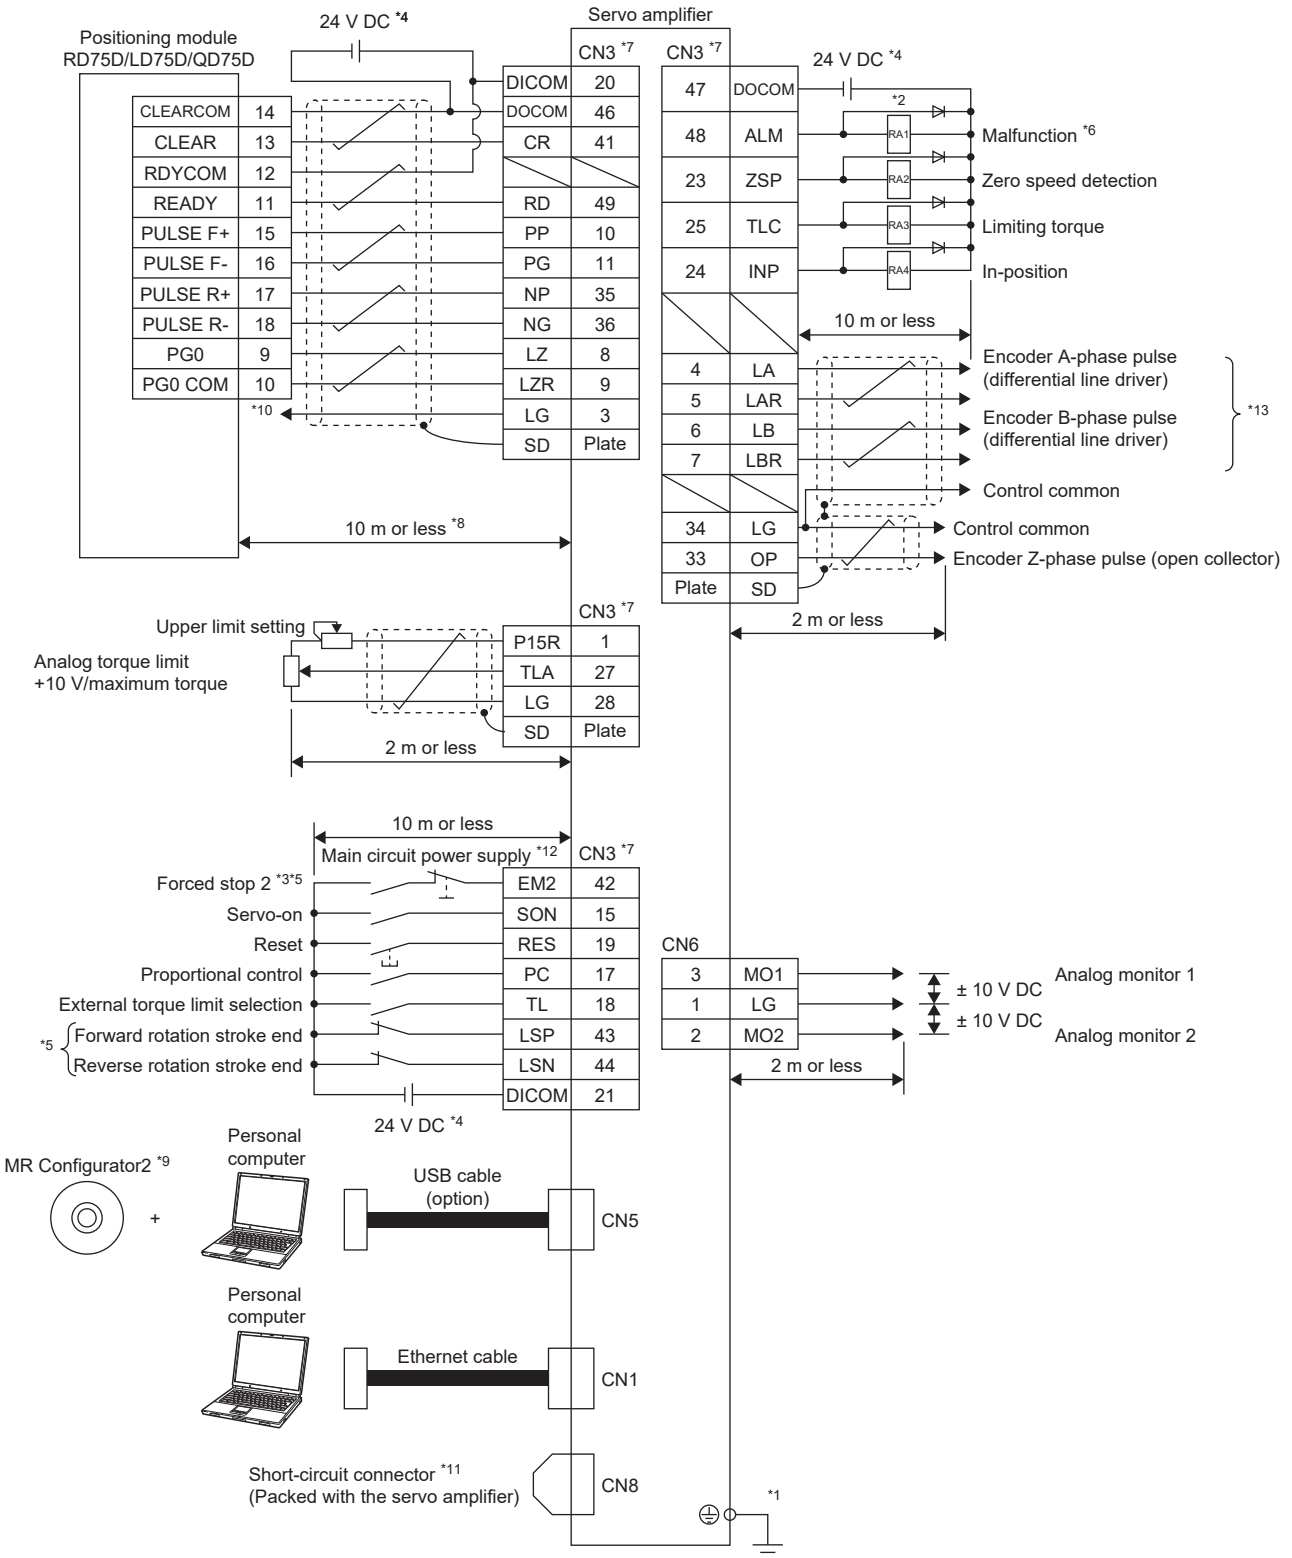 Servo amplifier
24 V DC *4
Positioning module
RD75D/LD75D/QD75D
CN3 *7
DICOM 20
CLEARCOM 14 DOCOM 46
CLEAR 13 CR 41
RDYCOM 12
READY 11 RD 49
PULSE F+ 15 PP 10
PULSE F- 16 PG 11
PULSE R+ 17 NP 35
PULSE R- 18 NG 36
PG0 9 LZ 8
PG0 COM 10 LZR 9
*10 LG 3
SD Plate
10 m or less *8
CN3 *7
24 V DC *4
47 DOCOM
*2
48 ALM RA1 Malfunction *6
23 ZSP RA2 Zero speed detection
25 TLC RA3 Limiting torque
24 INP RA4 In-position
10 m or less
4 LA Encoder A-phase pulse
(differential line driver)
5 LAR
6 LB Encoder B-phase pulse
(differential line driver)
7 LBR
*13
Control common
34 LG Control common
33 OP Encoder Z-phase pulse (open collector)
Plate SD
2 m or less
CN3 *7
Upper limit setting
P15R 1
Analog torque limit
+10 V/maximum torque
TLA 27
LG 28
SD Plate
2 m or less
10 m or less
Main circuit power supply *12
CN3 *7
Forced stop 2 *3*5 EM2 42
Servo-on SON 15
Reset RES 19
Proportional control PC 17
External torque limit selection TL 18
*5
Forward rotation stroke end LSP 43
Reverse rotation stroke end LSN 44
DICOM 21
24 V DC *4
CN6
3 MO1 Analog monitor 1
± 10 V DC
1 LG
± 10 V DC
2 MO2 Analog monitor 2
2 m or less
MR Configurator2 *9
+
Personal
computer
USB cable
(option)
CN5
Personal
computer
Ethernet cable
CN1
Short-circuit connector *11
(Packed with the servo amplifier)
CN8
*1